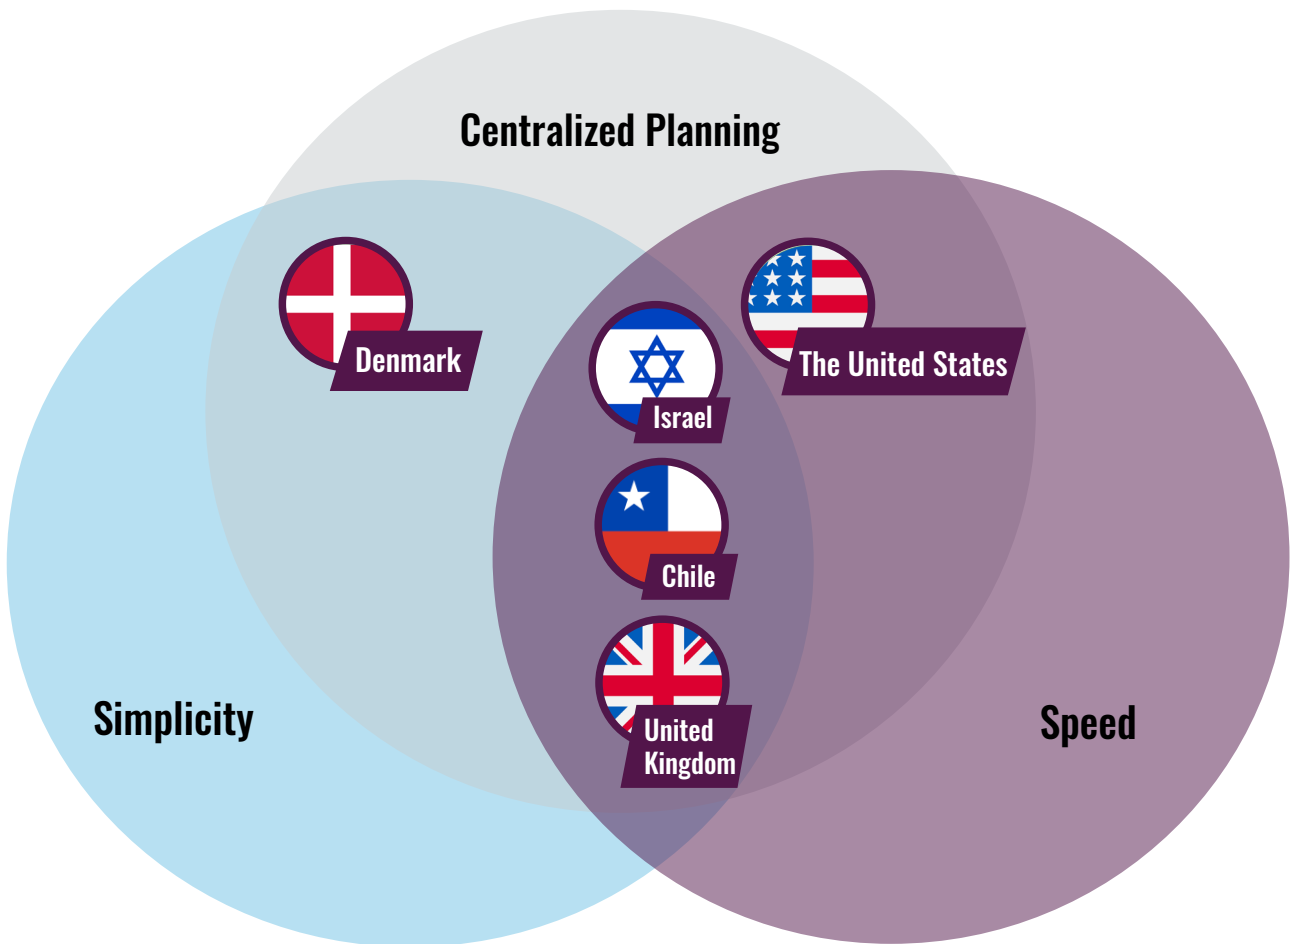 Centralized Planning
Denmark
The United States
Israel
Chile
United
Kingdom
Simplicity
Speed